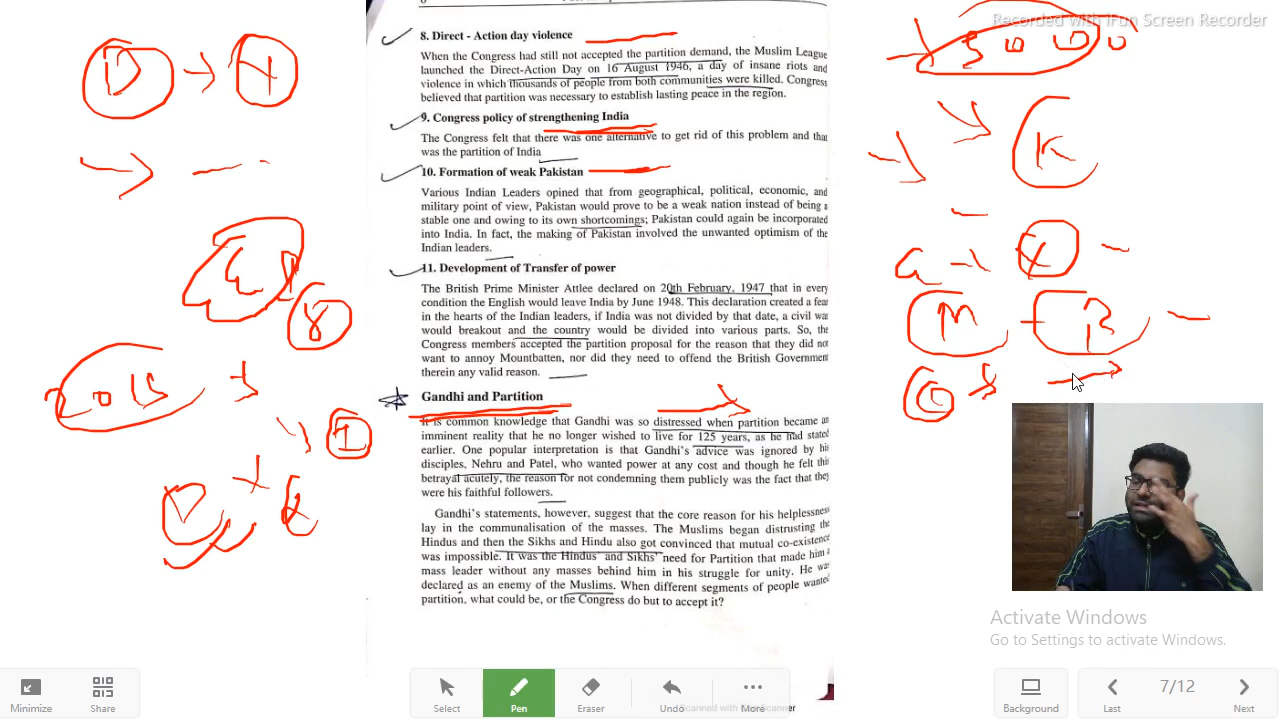 Recorded with iFun Screen Recorder
8. Direct - Action day violence
When the Congress had still not accepted the partition demand, the Muslim League
launched the Direct-Action Day on 16 August 1946, a day of insane riots and
violence in which thousands of people from both communities were killed. Congress
believed that partition was necessary to establish lasting peace in the region.
9. Congress policy of strengthening India
The Congress felt that there was one alternative to get rid of this problem and that
was the partition of India
10. Formation of weak Pakistan
Various Indian Leaders opined that from geographical, political, economic, and
military point of view, Pakistan would prove to be a weak nation instead of being a
stable one and owing to its own shortcomings; Pakistan could again be incorporated
into India. In fact, the making of Pakistan involved the unwanted optimism of the
Indian leaders.
11. Development of Transfer of power
The British Prime Minister Attlee declared on 20th February, 1947 that in every
condition the English would leave India by June 1948. This declaration created a fear
in the hearts of the Indian leaders, if India was not divided by that date, a civil war
would breakout and the country would be divided into various parts. So, the
Congress members accepted the partition proposal for the reason that they did not
want to annoy Mountbatten, nor did they need to offend the British Government
therein any valid reason.
Gandhi and Partition
It is common knowledge that Gandhi was so distressed when partition became an
imminent reality that he no longer wished to live for 125 years, as he had stated
earlier. One popular interpretation is that Gandhi's advice was ignored by his
disciples, Nehru and Patel, who wanted power at any cost and though he felt this
betrayal acutely, the reason for not condemning them publicly was the fact that they
were his faithful followers.
Gandhi's statements, however, suggest that the core reason for his helplessness
lay in the communalisation of the masses. The Muslims began distrusting the
Hindus and then the Sikhs and Hindu also got convinced that mutual co-existence
was impossible. It was the Hindus' and Sikhs' need for Partition that made him a
mass leader without any masses behind him in his struggle for unity. He was
declared as an enemy of the Muslims. When different segments of people wanted
partition, what could be, or the Congress do but to accept it?
D
2015
I
K
M
B
Activate Windows
Go to Settings to activate Windows.
Minimize
Share
Select
Pen
Eraser
Undo
More
Background
Last
7/12
Next